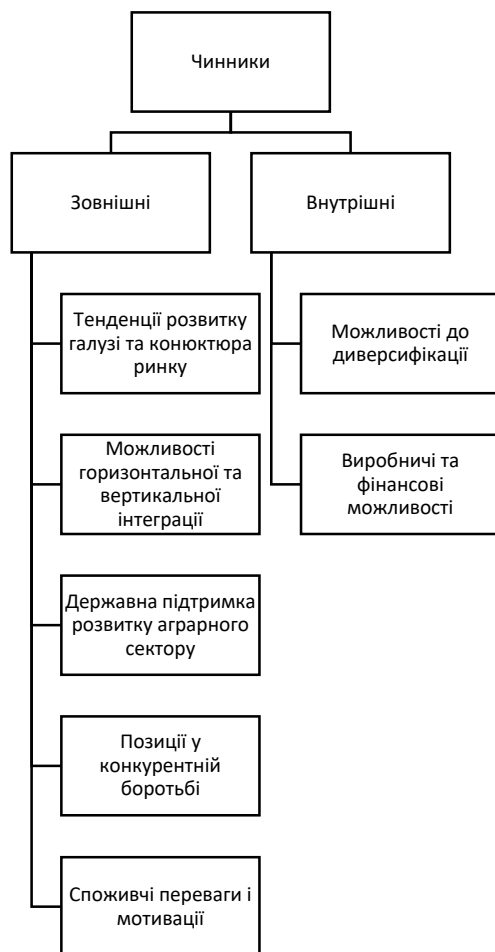 Чинники
Зовнішні
Тенденції розвитку
галузі та конюктюра
ринку
Можливості
горизонтальної та
вертикальної
інтеграції
Державна підтримка
розвитку аграрного
сектору
Позиції у
конкурентній
боротьбі
Споживчі переваги і
мотивації
Внутрішні
Можливості до
диверсифікації
Виробничі та
фінансові
можливості